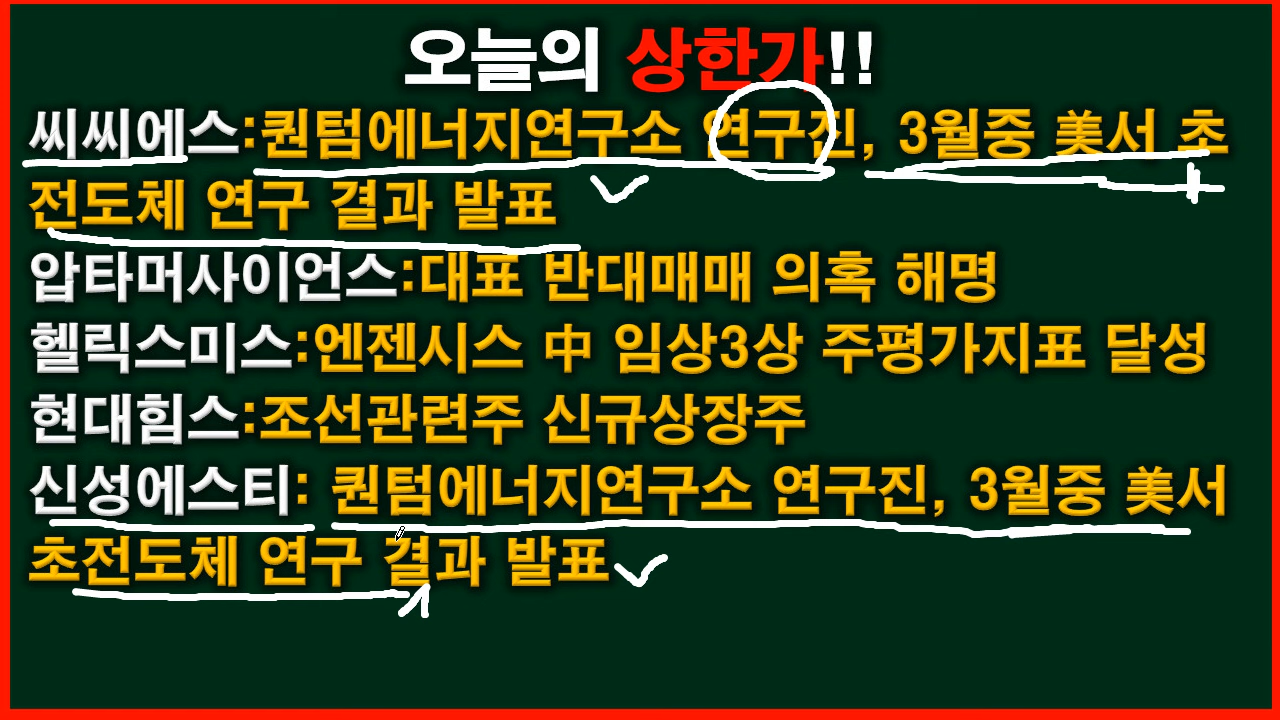 오늘의 상한가!!
씨씨에스:퀀텀에너지연구소 연구진, 3월중 美서 초
전도체 연구 결과 발표
압타머사이언스:대표 반대매매 의혹 해명
헬릭스미스:엔젠시스 中 임상3상 주평가지표 달성
현대힘스:조선관련주 신규상장주
신성에스티: 퀀텀에너지연구소 연구진, 3월중 美서
초전도체 연구 결과 발표